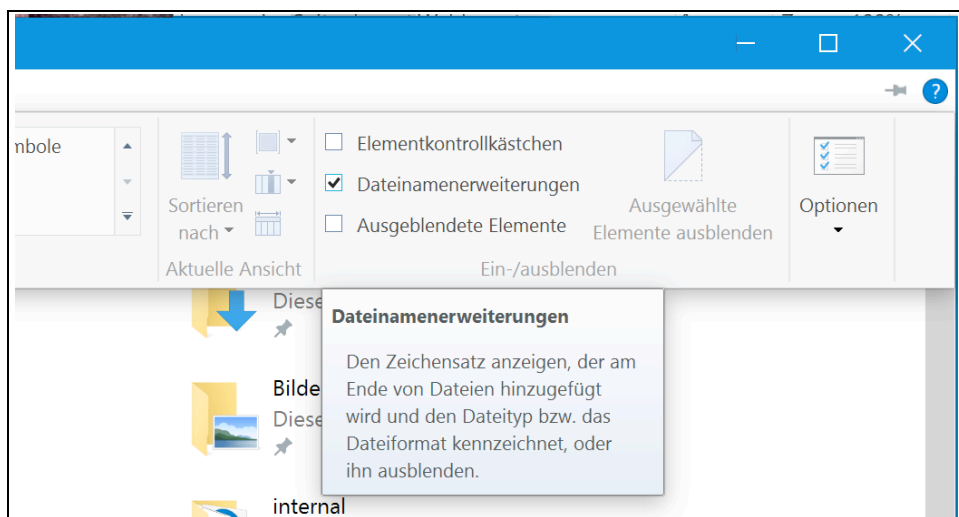 mbole
Sortieren
nach
Aktuelle Ansicht
Elementkontrollkästchen
Dateinamenerweiterungen
Ausgeblendete Elemente
Ausgewählte
Elemente ausblenden
Ein-/ausblenden
Optionen
Diese
Dateinamenerweiterungen
Den Zeichensatz anzeigen, der am
Ende von Dateien hinzugefügt
wird und den Dateityp bzw. das
Dateiformat kennzeichnet, oder
ihn ausblenden.
Bilde
Diese
internal